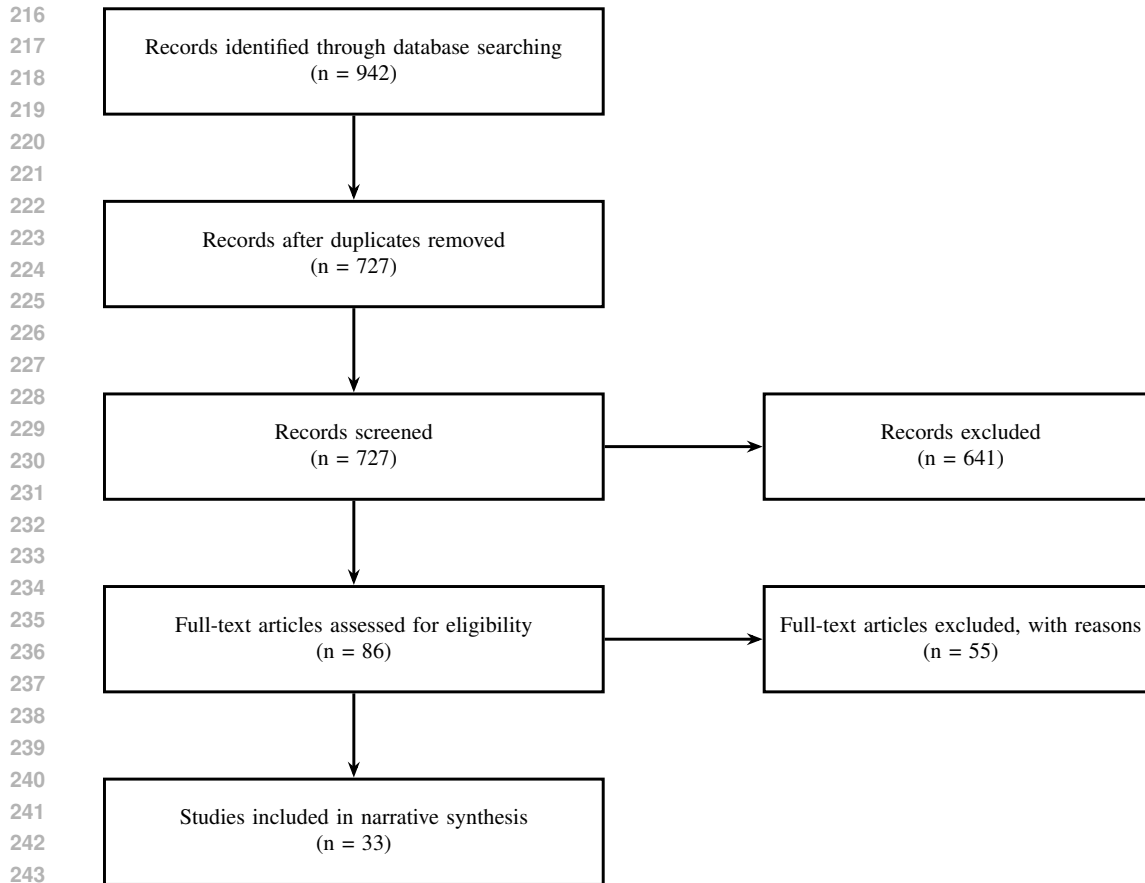 216
217
218
219
220
221
222
223
224
225
226
227
228
229
230
231
232
233
234
235
236
237
238
239
240
241
242
243
Records identified through database searching
(n = 942)
Records after duplicates removed
(n = 727)
Records screened
(n = 727)
Records excluded
(n = 641)
Full-text articles assessed for eligibility
(n = 86)
Full-text articles excluded, with reasons
(n = 55)
Studies included in narrative synthesis
(n = 33)